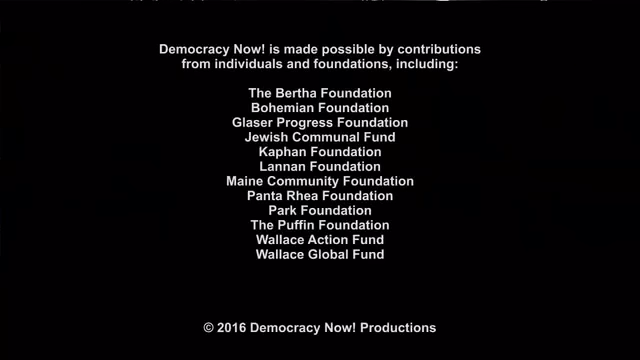 Democracy Now! is made possible by contributions
from individuals and foundations, including:
The Bertha Foundation
Bohemian Foundation
Glaser Progress Foundation
Jewish Communal Fund
Kaphan Foundation
Lannan Foundation
Maine Community Foundation
Panta Rhea Foundation
Park Foundation
The Puffin Foundation
Wallace Action Fund
Wallace Global Fund
© 2016 Democracy Now! Productions